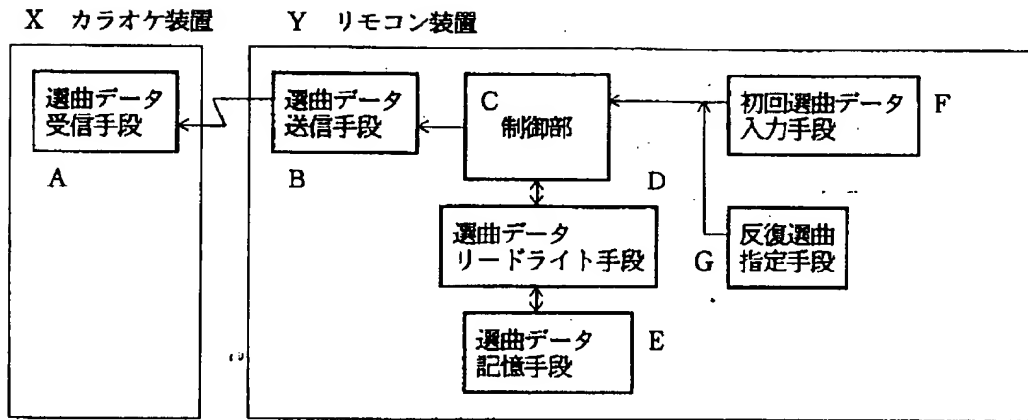 X カラオケ装置
Y リモコン装置
選曲データ
受信手段
A
選曲データ
送信手段
B
C
制御部
初回選曲データ
入力手段
F
D
選曲データ
リードライト手段
G
反復選曲
指定手段
選曲データ
記憶手段
E